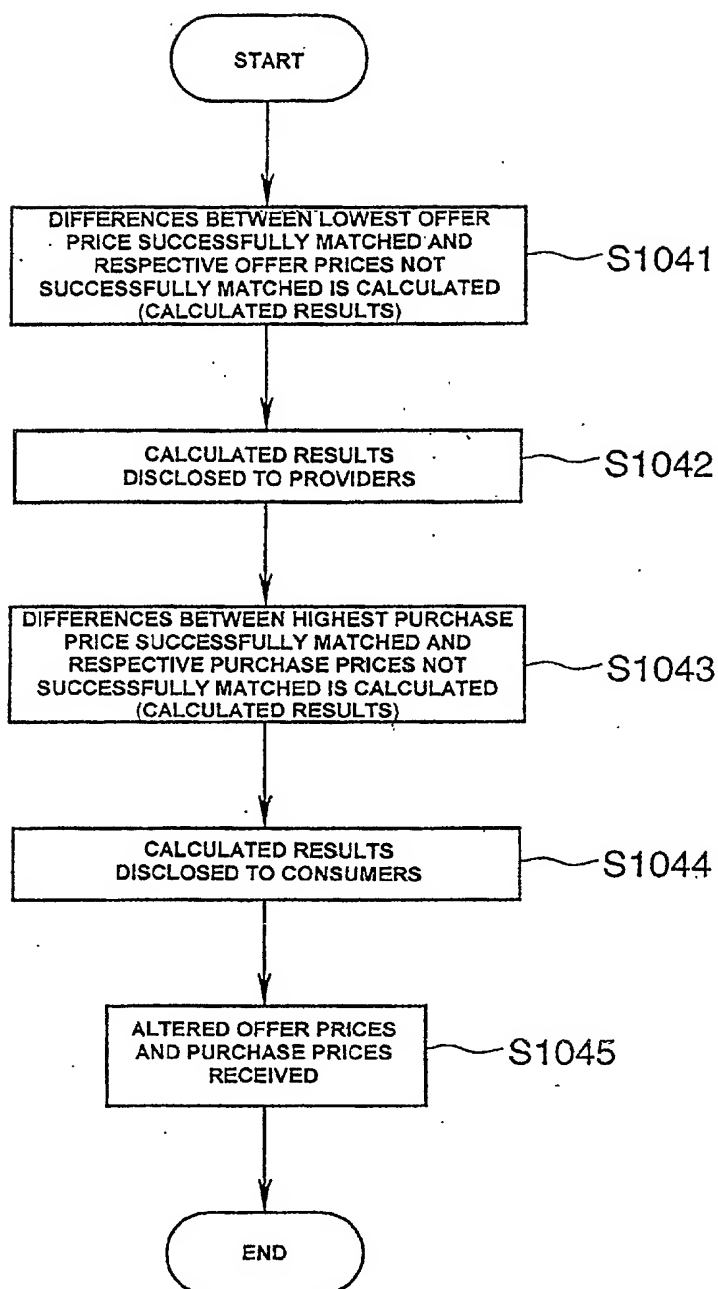 START
DIFFERENCES BETWEEN LOWEST OFFER
PRICE SUCCESSFULLY MATCHED AND
RESPECTIVE OFFER PRICES NOT
SUCCESSFULLY MATCHED IS CALCULATED
(CALCULATED RESULTS)
S1041
CALCULATED RESULTS
DISCLOSED TO PROVIDERS
S1042
DIFFERENCES BETWEEN HIGHEST PURCHASE
PRICE SUCCESSFULLY MATCHED AND
RESPECTIVE PURCHASE PRICES NOT
SUCCESSFULLY MATCHED IS CALCULATED
(CALCULATED RESULTS)
S1043
CALCULATED RESULTS
DISCLOSED TO CONSUMERS
S1044
ALTERED OFFER PRICES
AND PURCHASE PRICES
RECEIVED
S1045
END